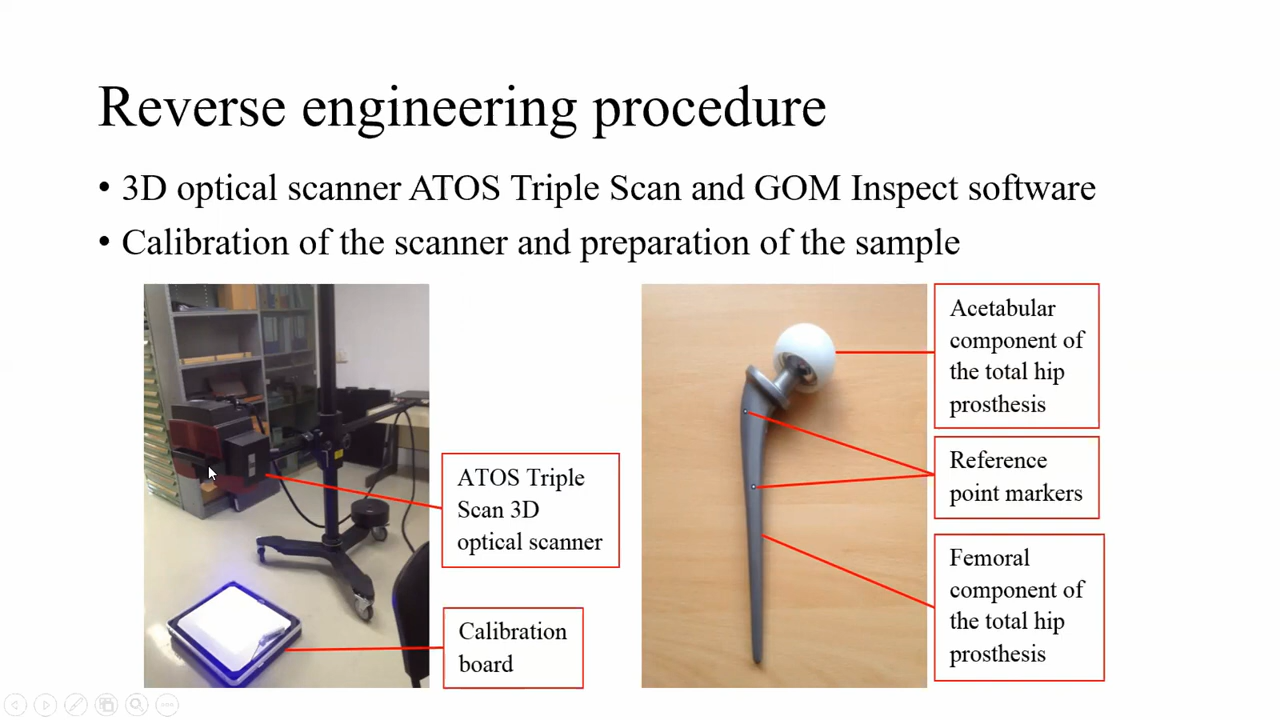 Reverse engineering procedure
• 3D optical scanner ATOS Triple Scan and GOM Inspect software
• Calibration of the scanner and preparation of the sample
ATOS Triple
Scan 3D
optical scanner
Calibration
board
Acetabular
component of
the total hip
prosthesis
Reference
point markers
Femoral
component of
the total hip
prosthesis